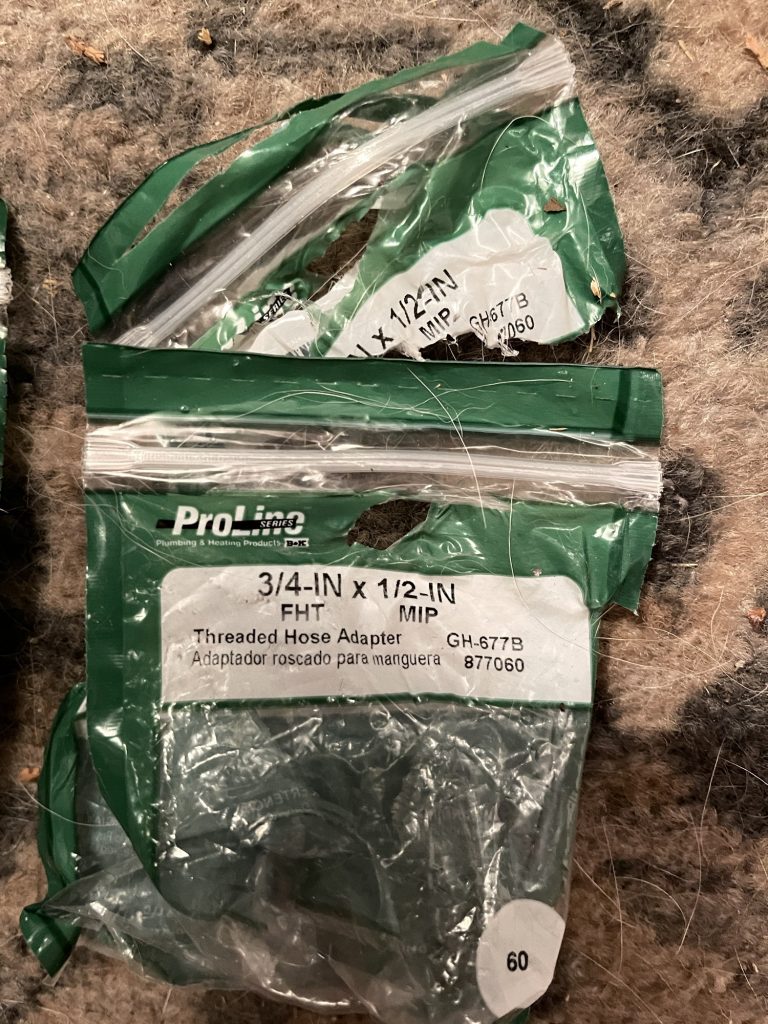 x 1/2-IN
MIP
GH677B
7060
ProLine
SERIES
Plumbing & Heating Products B&K
3/4-IN x 1/2-IN
FHT MIP
Threaded Hose Adapter GH-677B
Adaptador roscado para manguera 877060
60